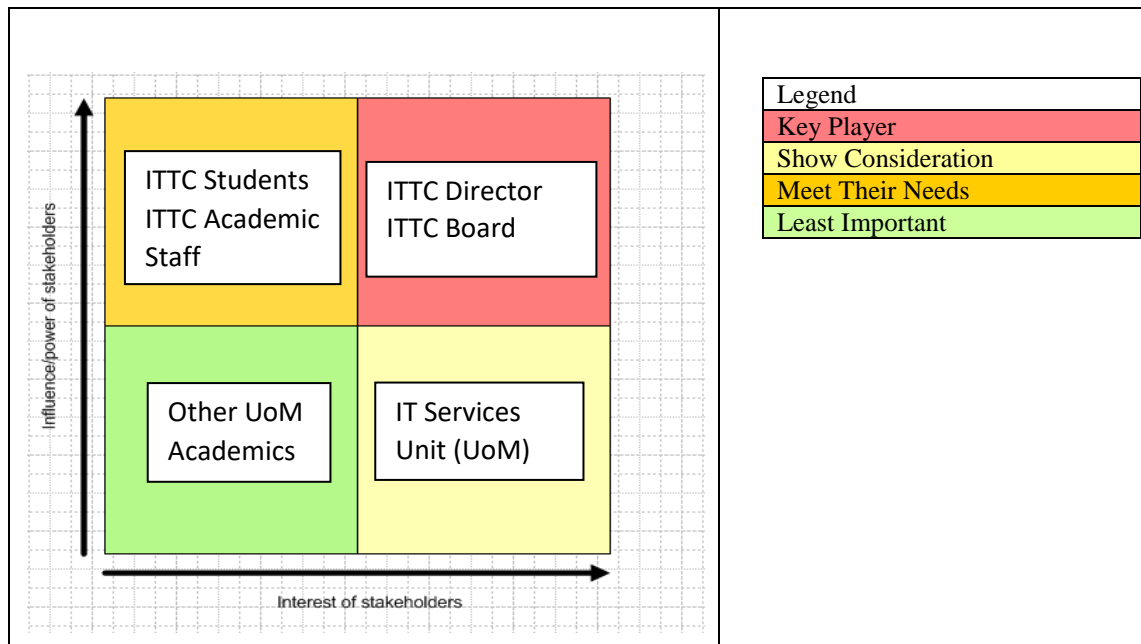 Influence/power of stakeholders
ITTC Students
ITTC Academic
Staff
ITTC Director
ITTC Board
Other UoM
Academics
IT Services
Unit (UoM)
Interest of stakeholders
Legend
Key Player
Show Consideration
Meet Their Needs
Least Important